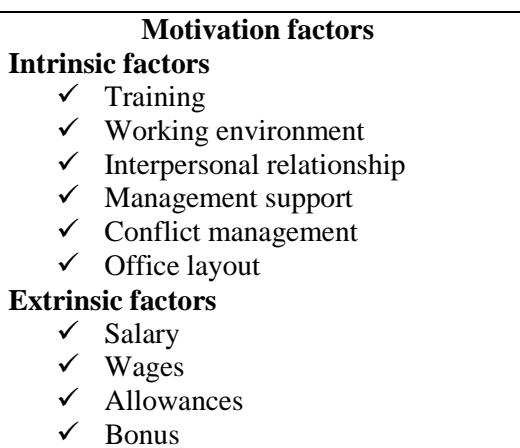 Motivation factors
Intrinsic factors
✓ Training
✓ Working environment
✓ Interpersonal relationship
✓ Management support
✓ Conflict management
✓ Office layout
Extrinsic factors
✓ Salary
✓ Wages
✓ Allowances
✓ Bonus